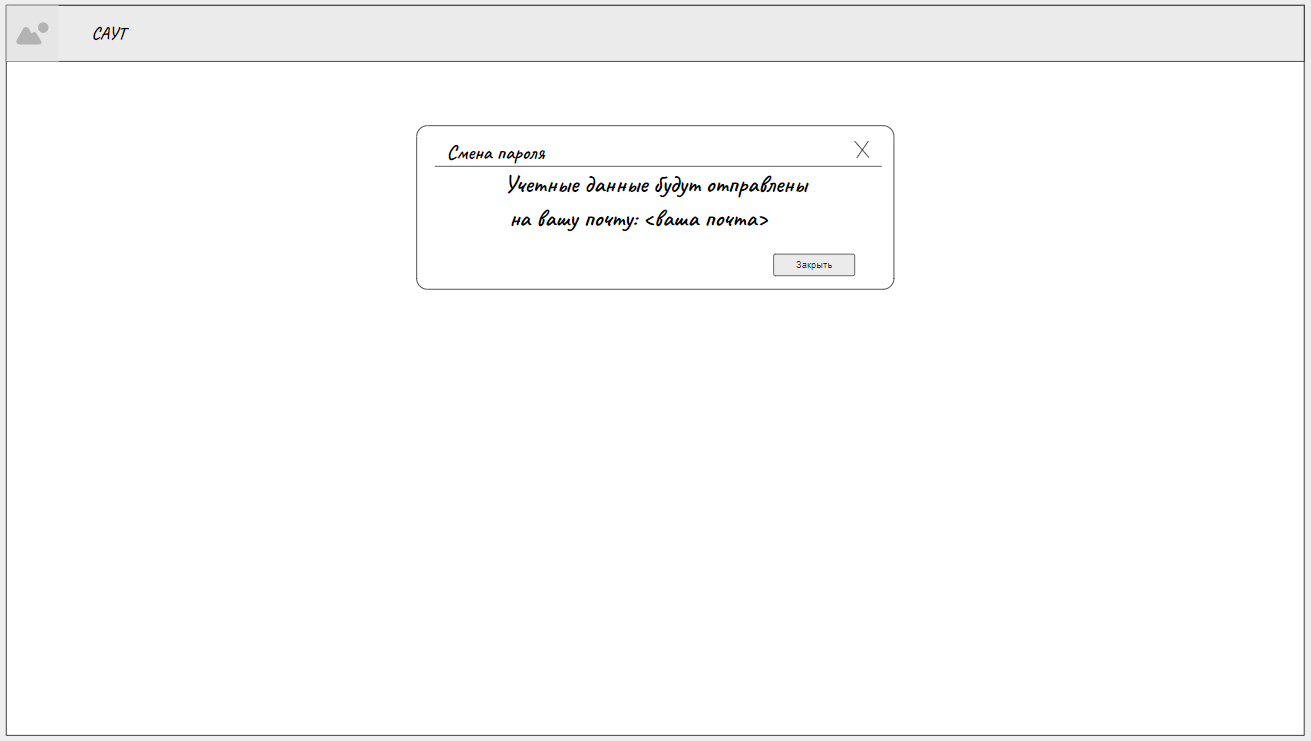 САУТ
Смена пароля
Учетные данные будут отправлены
на вашу почту: <ваша почта>
Закрыть